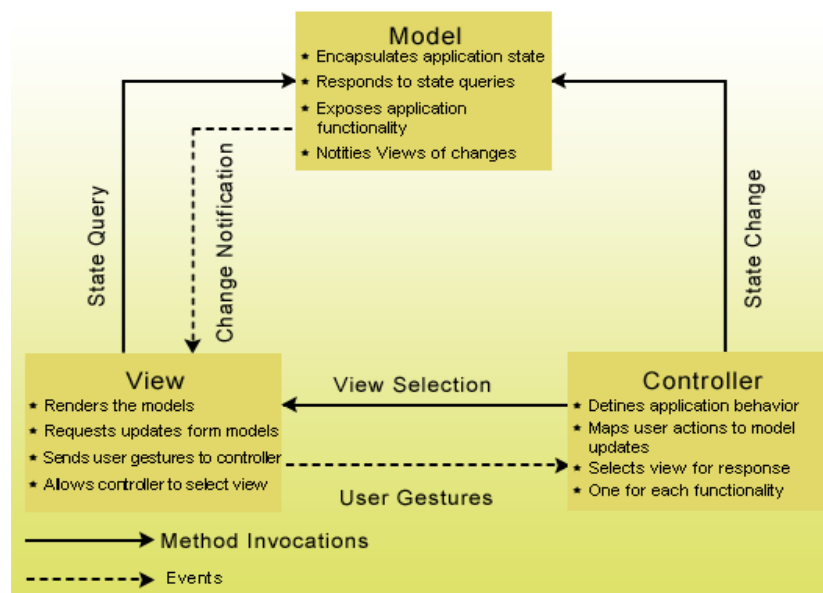 Model
★ Encapsulates application state
★ Responds to state queries
★ Exposes application
functionality
★ Notities Views of changes
State Query
Change Notification
State Change
View
★ Renders the models
★ Requests updates form models
★ Sends user gestures to controller
★ Allows controller to select view
View Selection
User Gestures
Controller
★ Detines application behavior
★ Maps user actions to model
updates
★ Selects view for response
★ One for each functionality
Method Invocations
Events